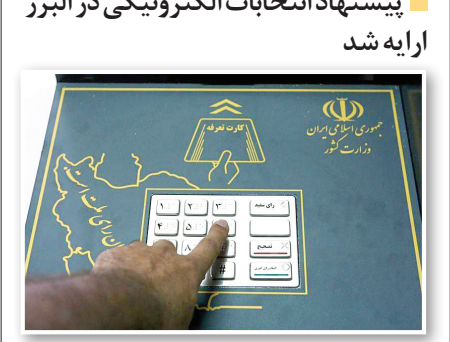 پیشنهاد انتخابات الکترونیکی در البرز
ارایه شد
کارت تعرفه
جمهوری اسلامی ایران
وزارت کشور
۱ ۲ ۳ رای سفید
۴ ۵
۸ تصحیح
#